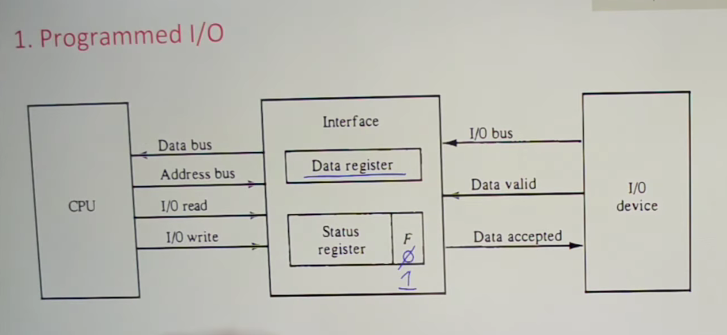 1. Programmed I/O
Interface
Data bus
Address bus
I/O read
I/O write
CPU
Data register
Status
register
F
0
1
I/O bus
Data valid
Data accepted
I/O
device